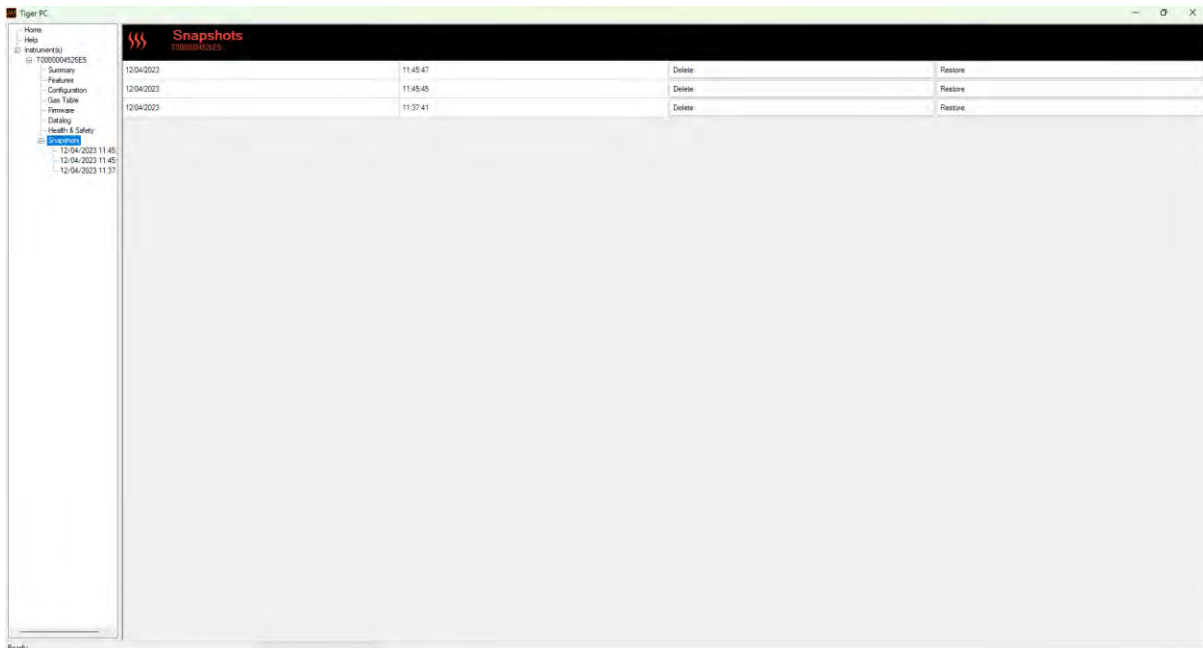 Tiger PC
Home
Help
Instrument(s)
T0000004526E5
Summary
Features
Configuration
Gas Table
Firmware
Datalog
Health & Safety
Snapshots
12/04/2023 11:45
12/04/2023 11:45
12/04/2023 11:37
Snapshots
T0000004526E5
12/04/2023 11:45:47 Delete Restore
12/04/2023 11:45:45 Delete Restore
12/04/2023 11:37:41 Delete Restore
Ready